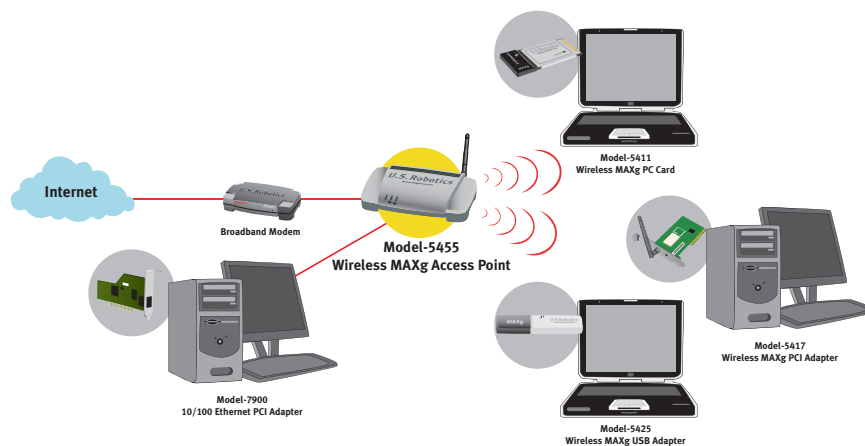 Internet
Broadband Modem
U.S. Robotics
Model-5455
Wireless MAXg Access Point
Model-5411
Wireless MAXg PC Card
Model-7900
10/100 Ethernet PCI Adapter
MAXg
U.S.Robotics
Model-5417
Wireless MAXg PCI Adapter
Model-5425
Wireless MAXg USB Adapter